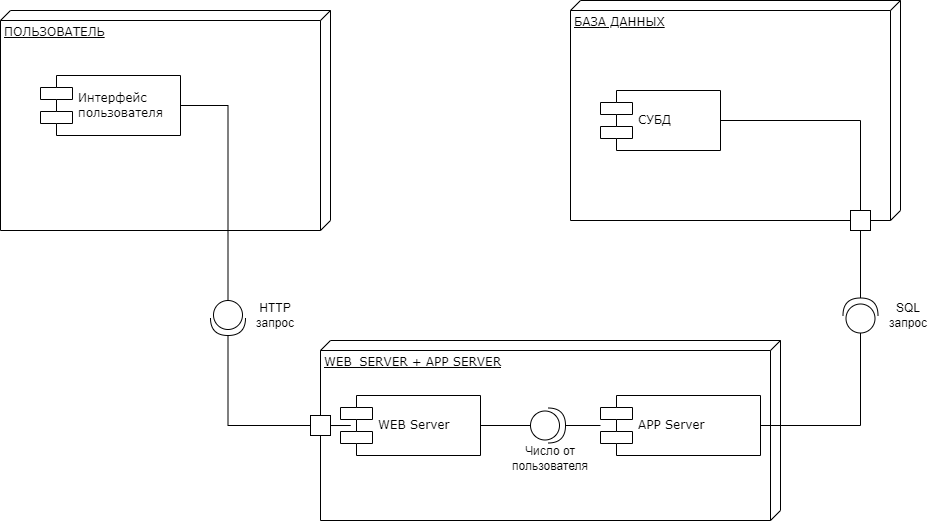 ПОЛЬЗОВАТЕЛЬ
Интерфейс
пользователя
БАЗА ДАННЫХ
СУБД
HTTP
запрос
SQL
запрос
WEB SERVER + APP SERVER
WEB Server
Число от
пользователя
APP Server